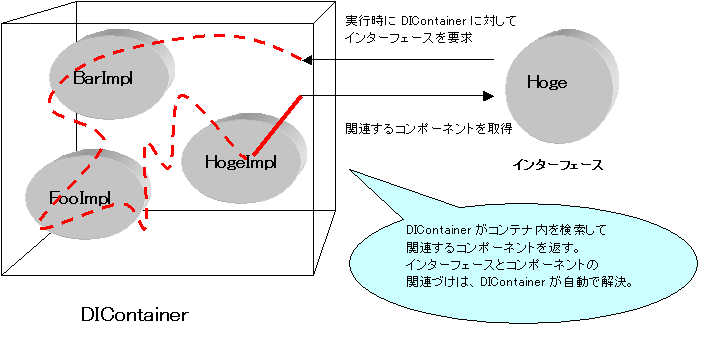 実行時に DIContainer に対して
インターフェースを要求
BarImpl
Hoge
関連するコンポーネントを取得
HogeImpl
インターフェース
FooImpl
DIContainer がコンテナ内を検索して
関連するコンポーネントを返す。
インターフェースとコンポーネントの
関連づけは、DIContainer が自動で解決。
DIContainer